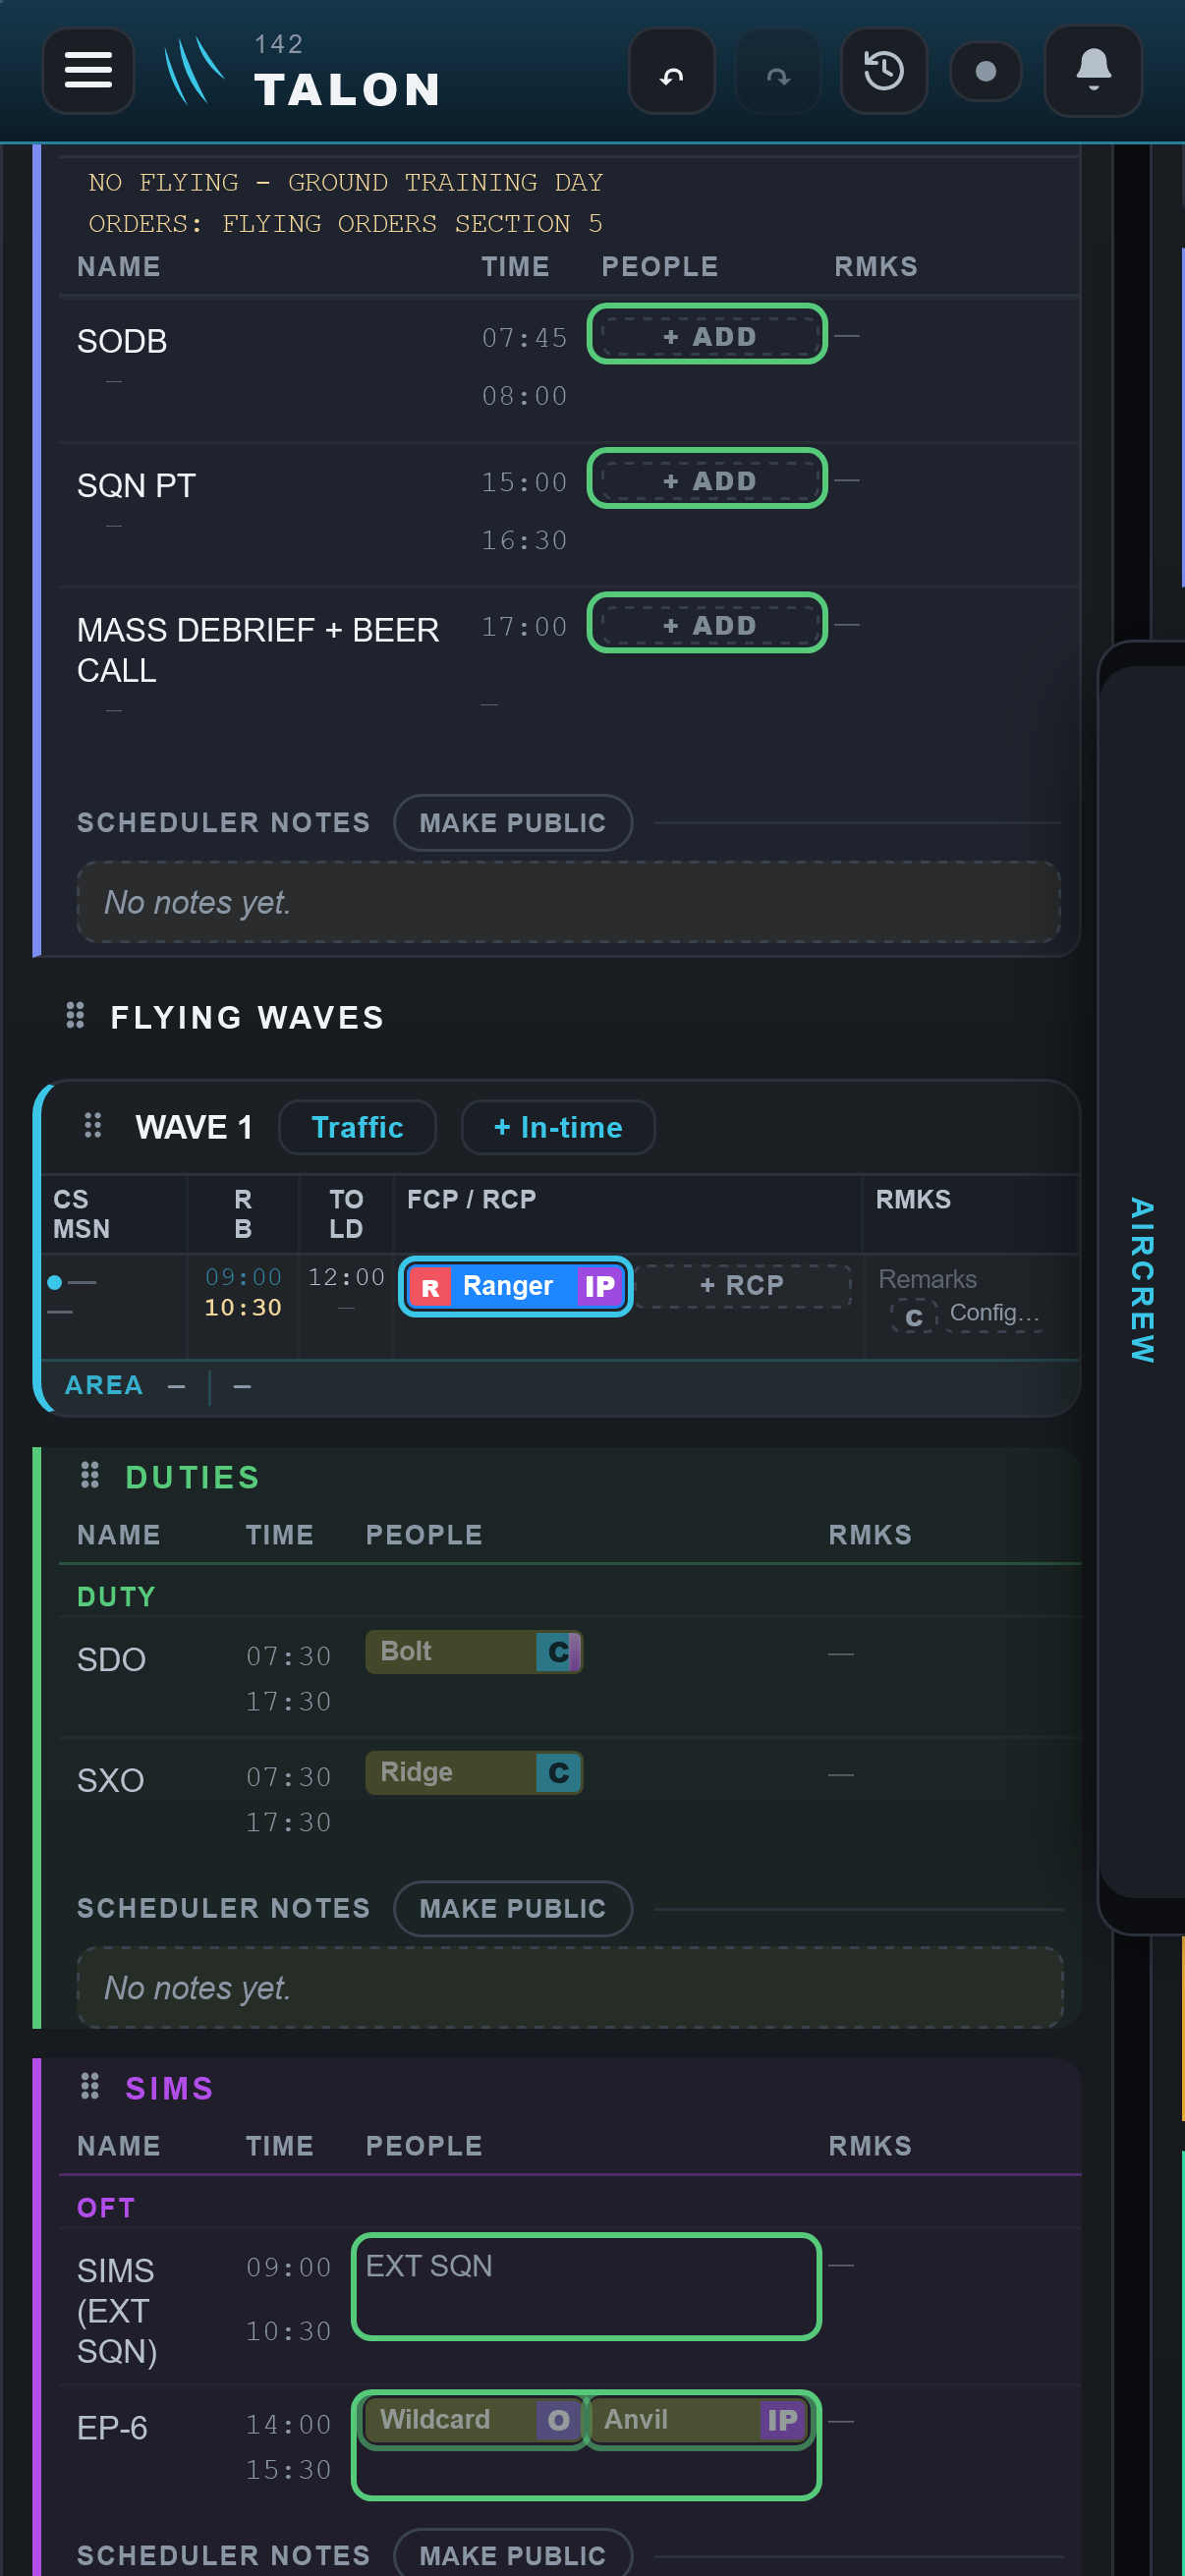 142
TALON
NO FLYING - GROUND TRAINING DAY
ORDERS: FLYING ORDERS SECTION 5
NAME TIME PEOPLE RMKS
SODB 07:45 + ADD —
— 08:00
SQN PT 15:00 + ADD —
— 16:30
MASS DEBRIEF + BEER 17:00 + ADD —
CALL
— —
SCHEDULER NOTES MAKE PUBLIC
No notes yet.
FLYING WAVES
WAVE 1 Traffic + In-time
CS R TO FCP / RCP RMKS
MSN B LD
— 09:00 12:00 R Ranger IP + RCP Remarks
— 10:30 — C Config…
AREA — —
AIRCREW
DUTIES
NAME TIME PEOPLE RMKS
DUTY
SDO 07:30 Bolt C —
17:30
SXO 07:30 Ridge C —
17:30
SCHEDULER NOTES MAKE PUBLIC
No notes yet.
SIMS
NAME TIME PEOPLE RMKS
OFT
SIMS 09:00 EXT SQN —
(EXT 10:30
SQN)
EP-6 14:00 Wildcard O Anvil IP —
15:30
SCHEDULER NOTES MAKE PUBLIC